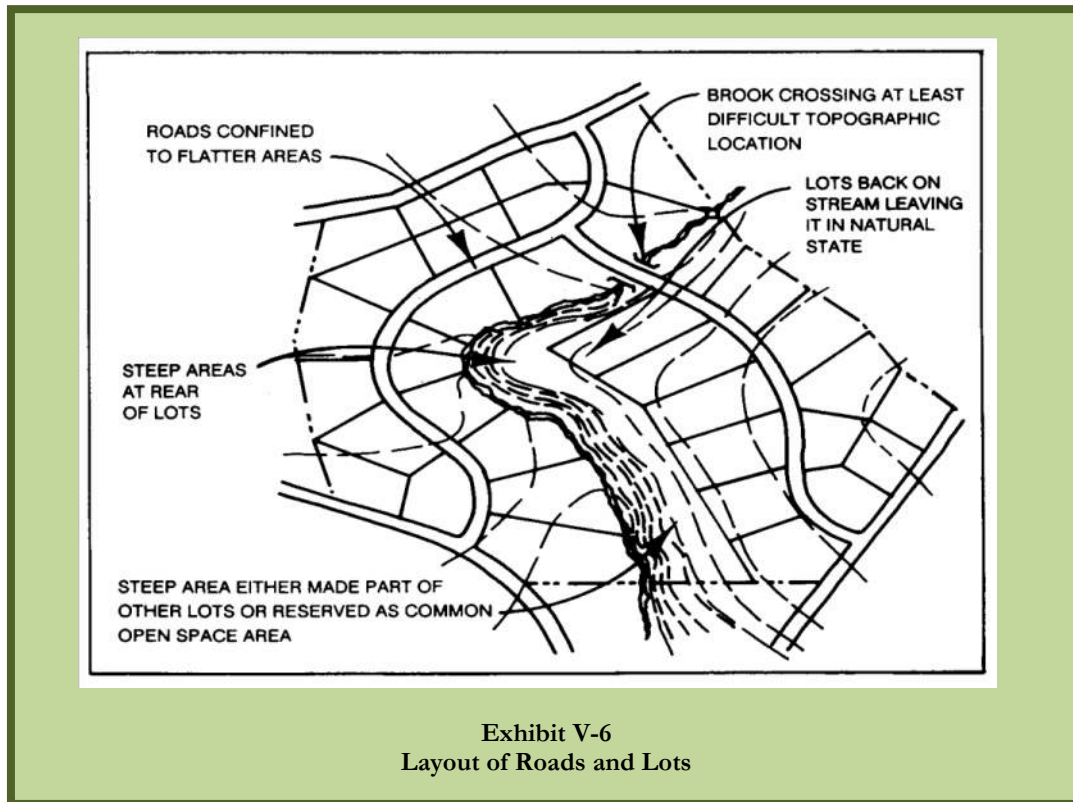 ROADS CONFINED
TO FLATTER AREAS
BROOK CROSSING AT LEAST
DIFFICULT TOPOGRAPHIC
LOCATION
LOTS BACK ON
STREAM LEAVING
IT IN NATURAL
STATE
STEEP AREAS
AT REAR
OF LOTS
STEEP AREA EITHER MADE PART OF
OTHER LOTS OR RESERVED AS COMMON
OPEN SPACE AREA
Exhibit V-6
Layout of Roads and Lots